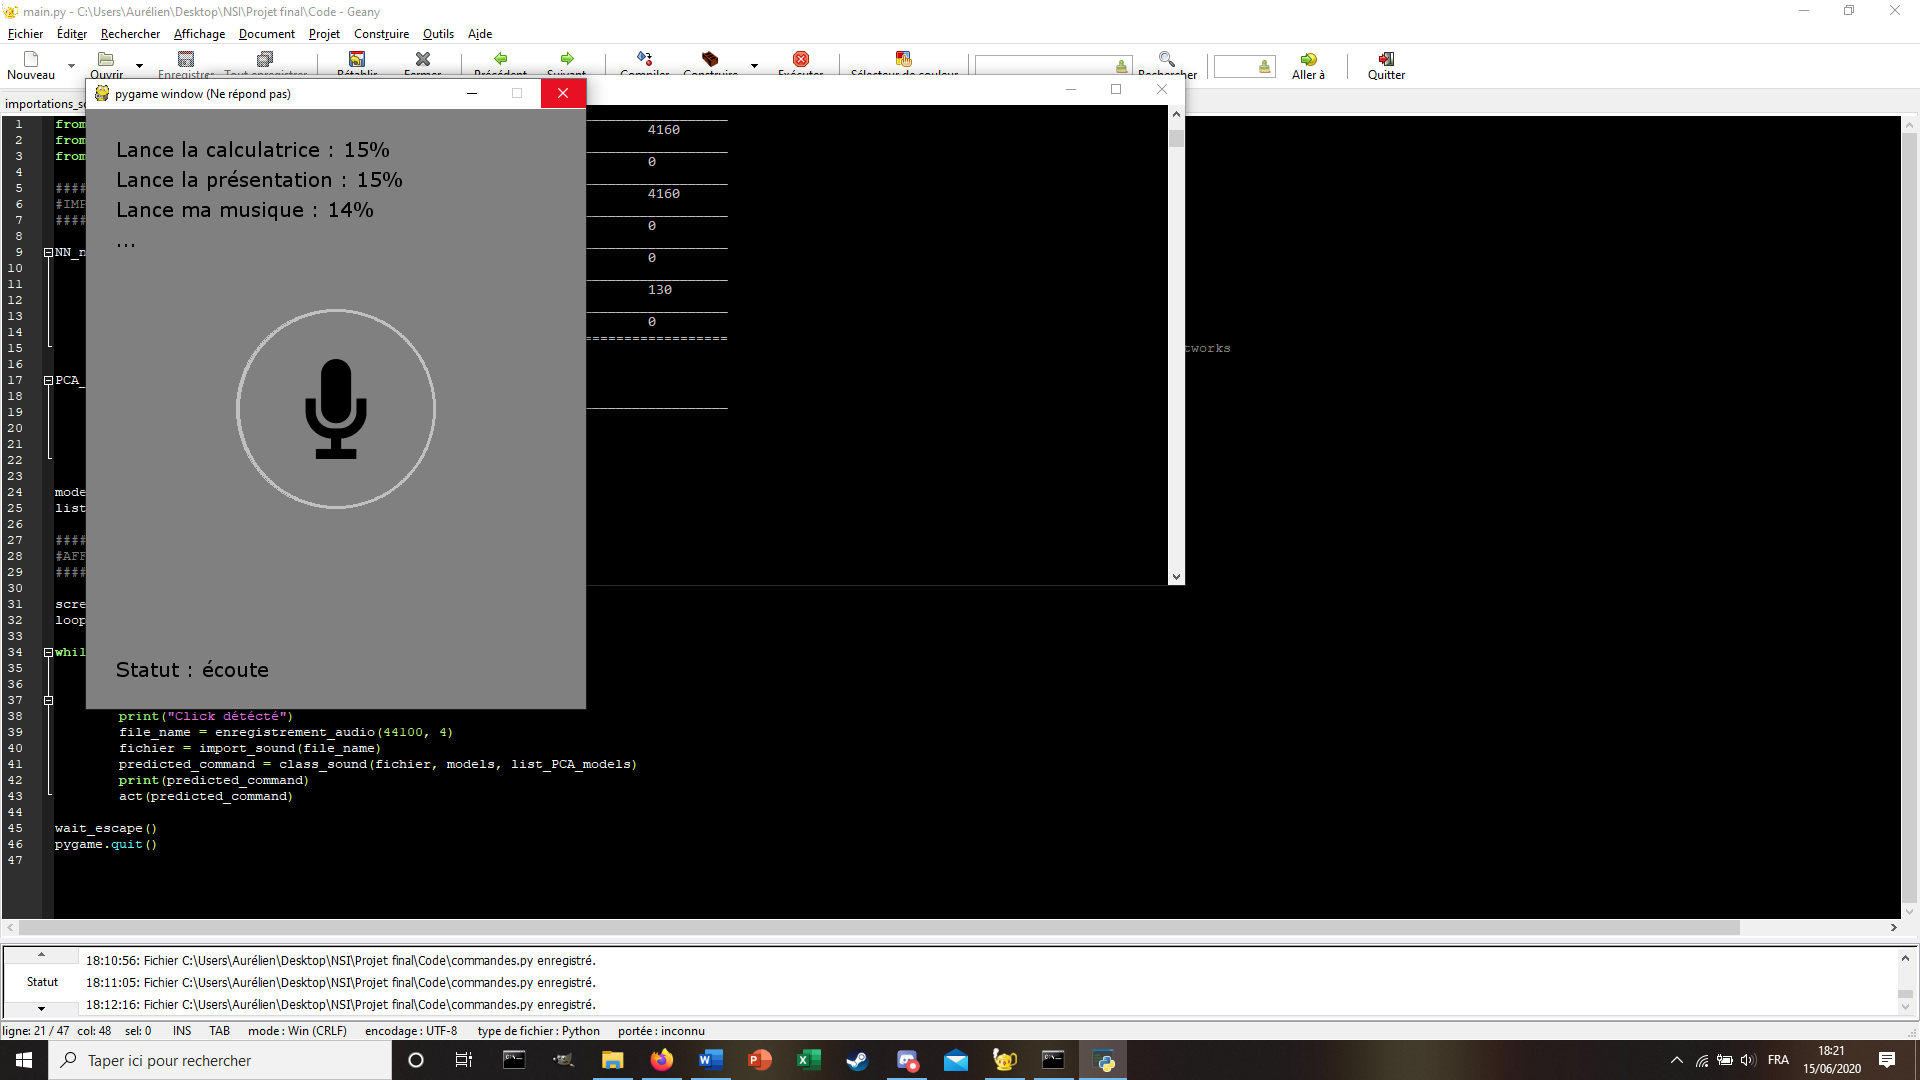 main.py - C:\Users\Aurélien\Desktop\NSI\Projet final\Code - Geany
Fichier Éditer Rechercher Affichage Document Projet Construire Outils Aide
Nouveau Ouvrir Enregistrer Tout enregistrer Rétablir Fermer Précédent Suivant Compiler Construire Exécuter Sélecteur de couleur Rechercher Aller à Quitter
importations_s
pygame window (Ne répond pas)
Lance la calculatrice : 15%
Lance la présentation : 15%
Lance ma musique : 14%
...
Statut : écoute
4160
0
4160
0
0
130
0
==================
tworks
1 from
2 from
3 from
4
5 ####
6 #IMP
7 ####
8
9 NN_n
10
11
12
13
14
15
16
17 PCA_
18
19
20
21
22
23
24 mode
25 list
26
27 ####
28 #AFF
29 ####
30
31 scre
32 loop
33
34 whil
35
36
37
38 print("Click détécté")
39 file_name = enregistrement_audio(44100, 4)
40 fichier = import_sound(file_name)
41 predicted_command = class_sound(fichier, models, list_PCA_models)
42 print(predicted_command)
43 act(predicted_command)
44
45 wait_escape()
46 pygame.quit()
47
Statut
18:10:56: Fichier C:\Users\Aurélien\Desktop\NSI\Projet final\Code\commandes.py enregistré.
18:11:05: Fichier C:\Users\Aurélien\Desktop\NSI\Projet final\Code\commandes.py enregistré.
18:12:16: Fichier C:\Users\Aurélien\Desktop\NSI\Projet final\Code\commandes.py enregistré.
ligne: 21 / 47 col: 48 sel: 0 INS TAB mode : Win (CRLF) encodage : UTF-8 type de fichier : Python portée : inconnu
Taper ici pour rechercher
FRA
18:21
15/06/2020